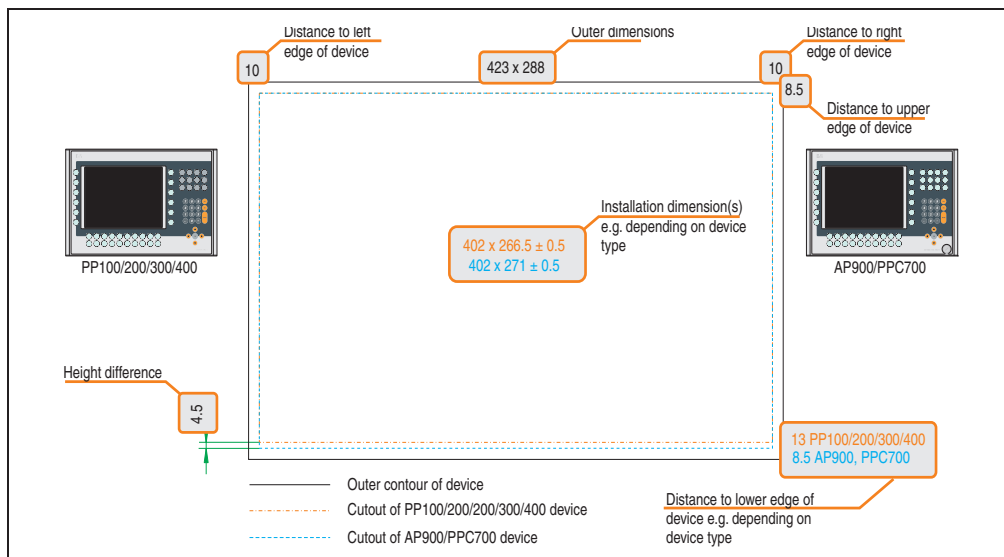 Distance to left
edge of device
Outer dimensions
Distance to right
edge of device
10
423 x 288
10
8.5
Distance to upper
edge of device
Installation dimension(s)
e.g. depending on device
type
402 x 266.5 ± 0.5
402 x 271 ± 0.5
PP100/200/300/400
AP900/PPC700
Height difference
4.5
13 PP100/200/300/400
8.5 AP900, PPC700
Outer contour of device
Cutout of PP100/200/200/300/400 device
Cutout of AP900/PPC700 device
Distance to lower edge of
device e.g. depending on
device type